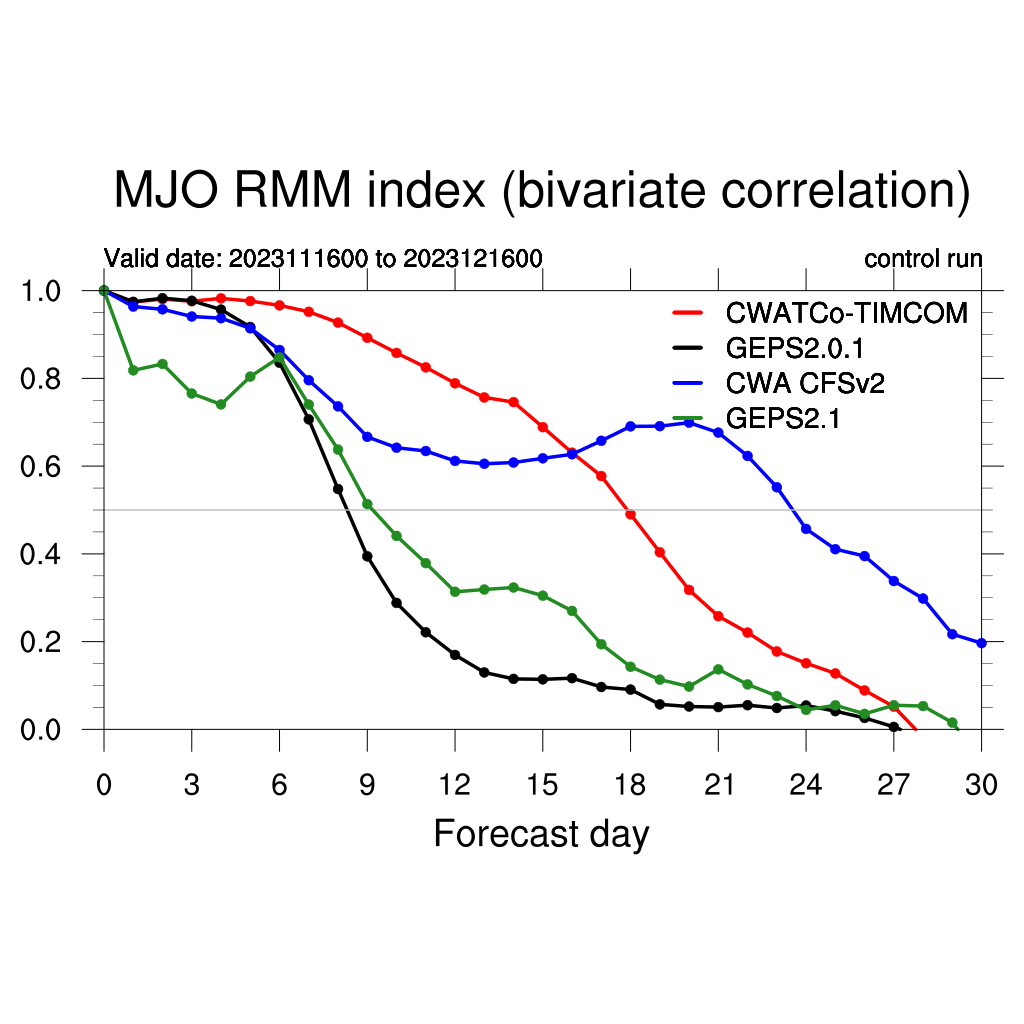 MJO RMM index (bivariate correlation)
Valid date: 2023111600 to 2023121600
control run
1.0
0.8
0.6
0.4
0.2
0.0
CWATCo-TIMCOM
GEPS2.0.1
CWA CFSv2
GEPS2.1
0 3 6 9 12 15 18 21 24 27 30
Forecast day